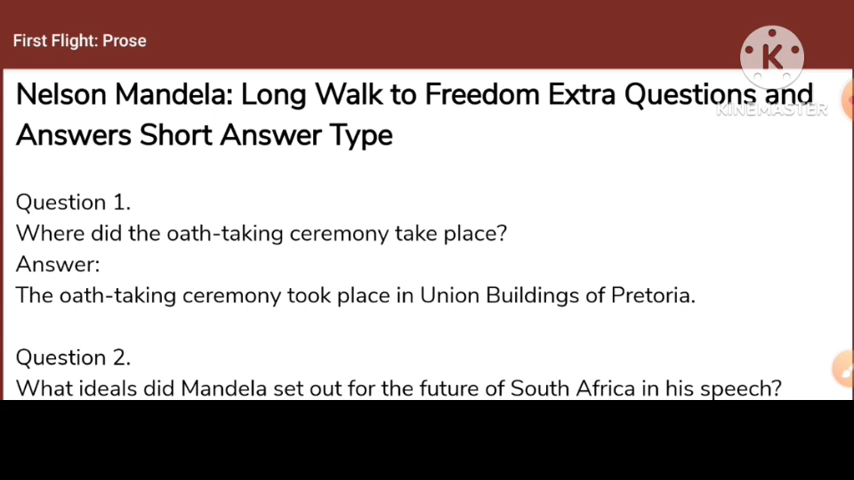 First Flight: Prose
K
KINEMASTER
Nelson Mandela: Long Walk to Freedom Extra Questions and
Answers Short Answer Type
Question 1.
Where did the oath-taking ceremony take place?
Answer:
The oath-taking ceremony took place in Union Buildings of Pretoria.
Question 2.
What ideals did Mandela set out for the future of South Africa in his speech?